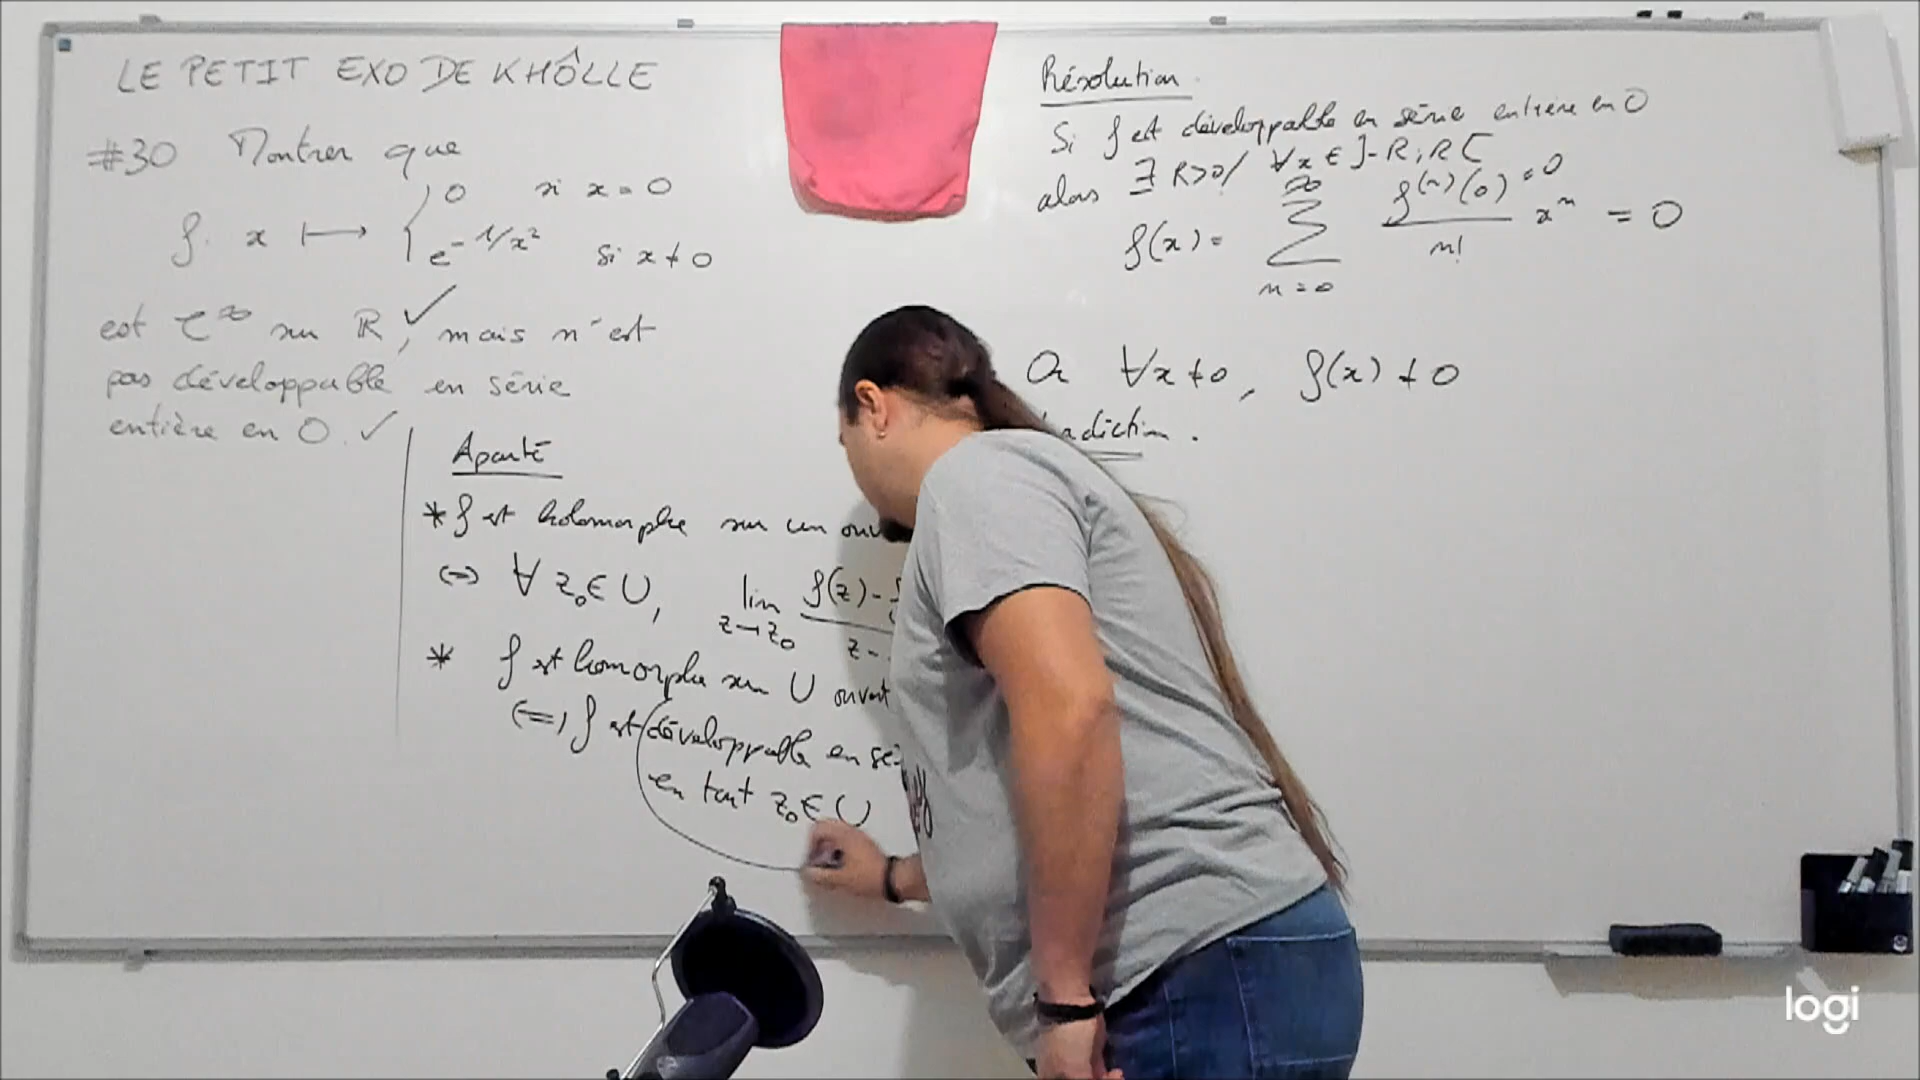 LE PETIT EXO DE KHÔLLE
#30 Montrer que
f: x ⟼ { 0 si x = 0
e^{-1/x²} si x ≠ 0
est C^∞ sur ℝ, ✓ mais n'est
pas développable en série
entière en 0. ✓
Aparté
* f est holomorphe sur un ouv
⟺ ∀ z₀ ∈ U, lim_{z→z₀} f(z) - / z -
* f est homorphe sur U ouvert
⟺ f est développable en sé
en tout z₀ ∈ U
Résolution.
Si f est développable en série entière en 0
alors ∃ R>0 / ∀x ∈ ]-R; R[
f(x) = ∑_{n=0}^{∞} f^{(n)}(0) / n! x^n = 0
= 0
Or ∀x ≠ 0, f(x) ≠ 0
adiction.
logi